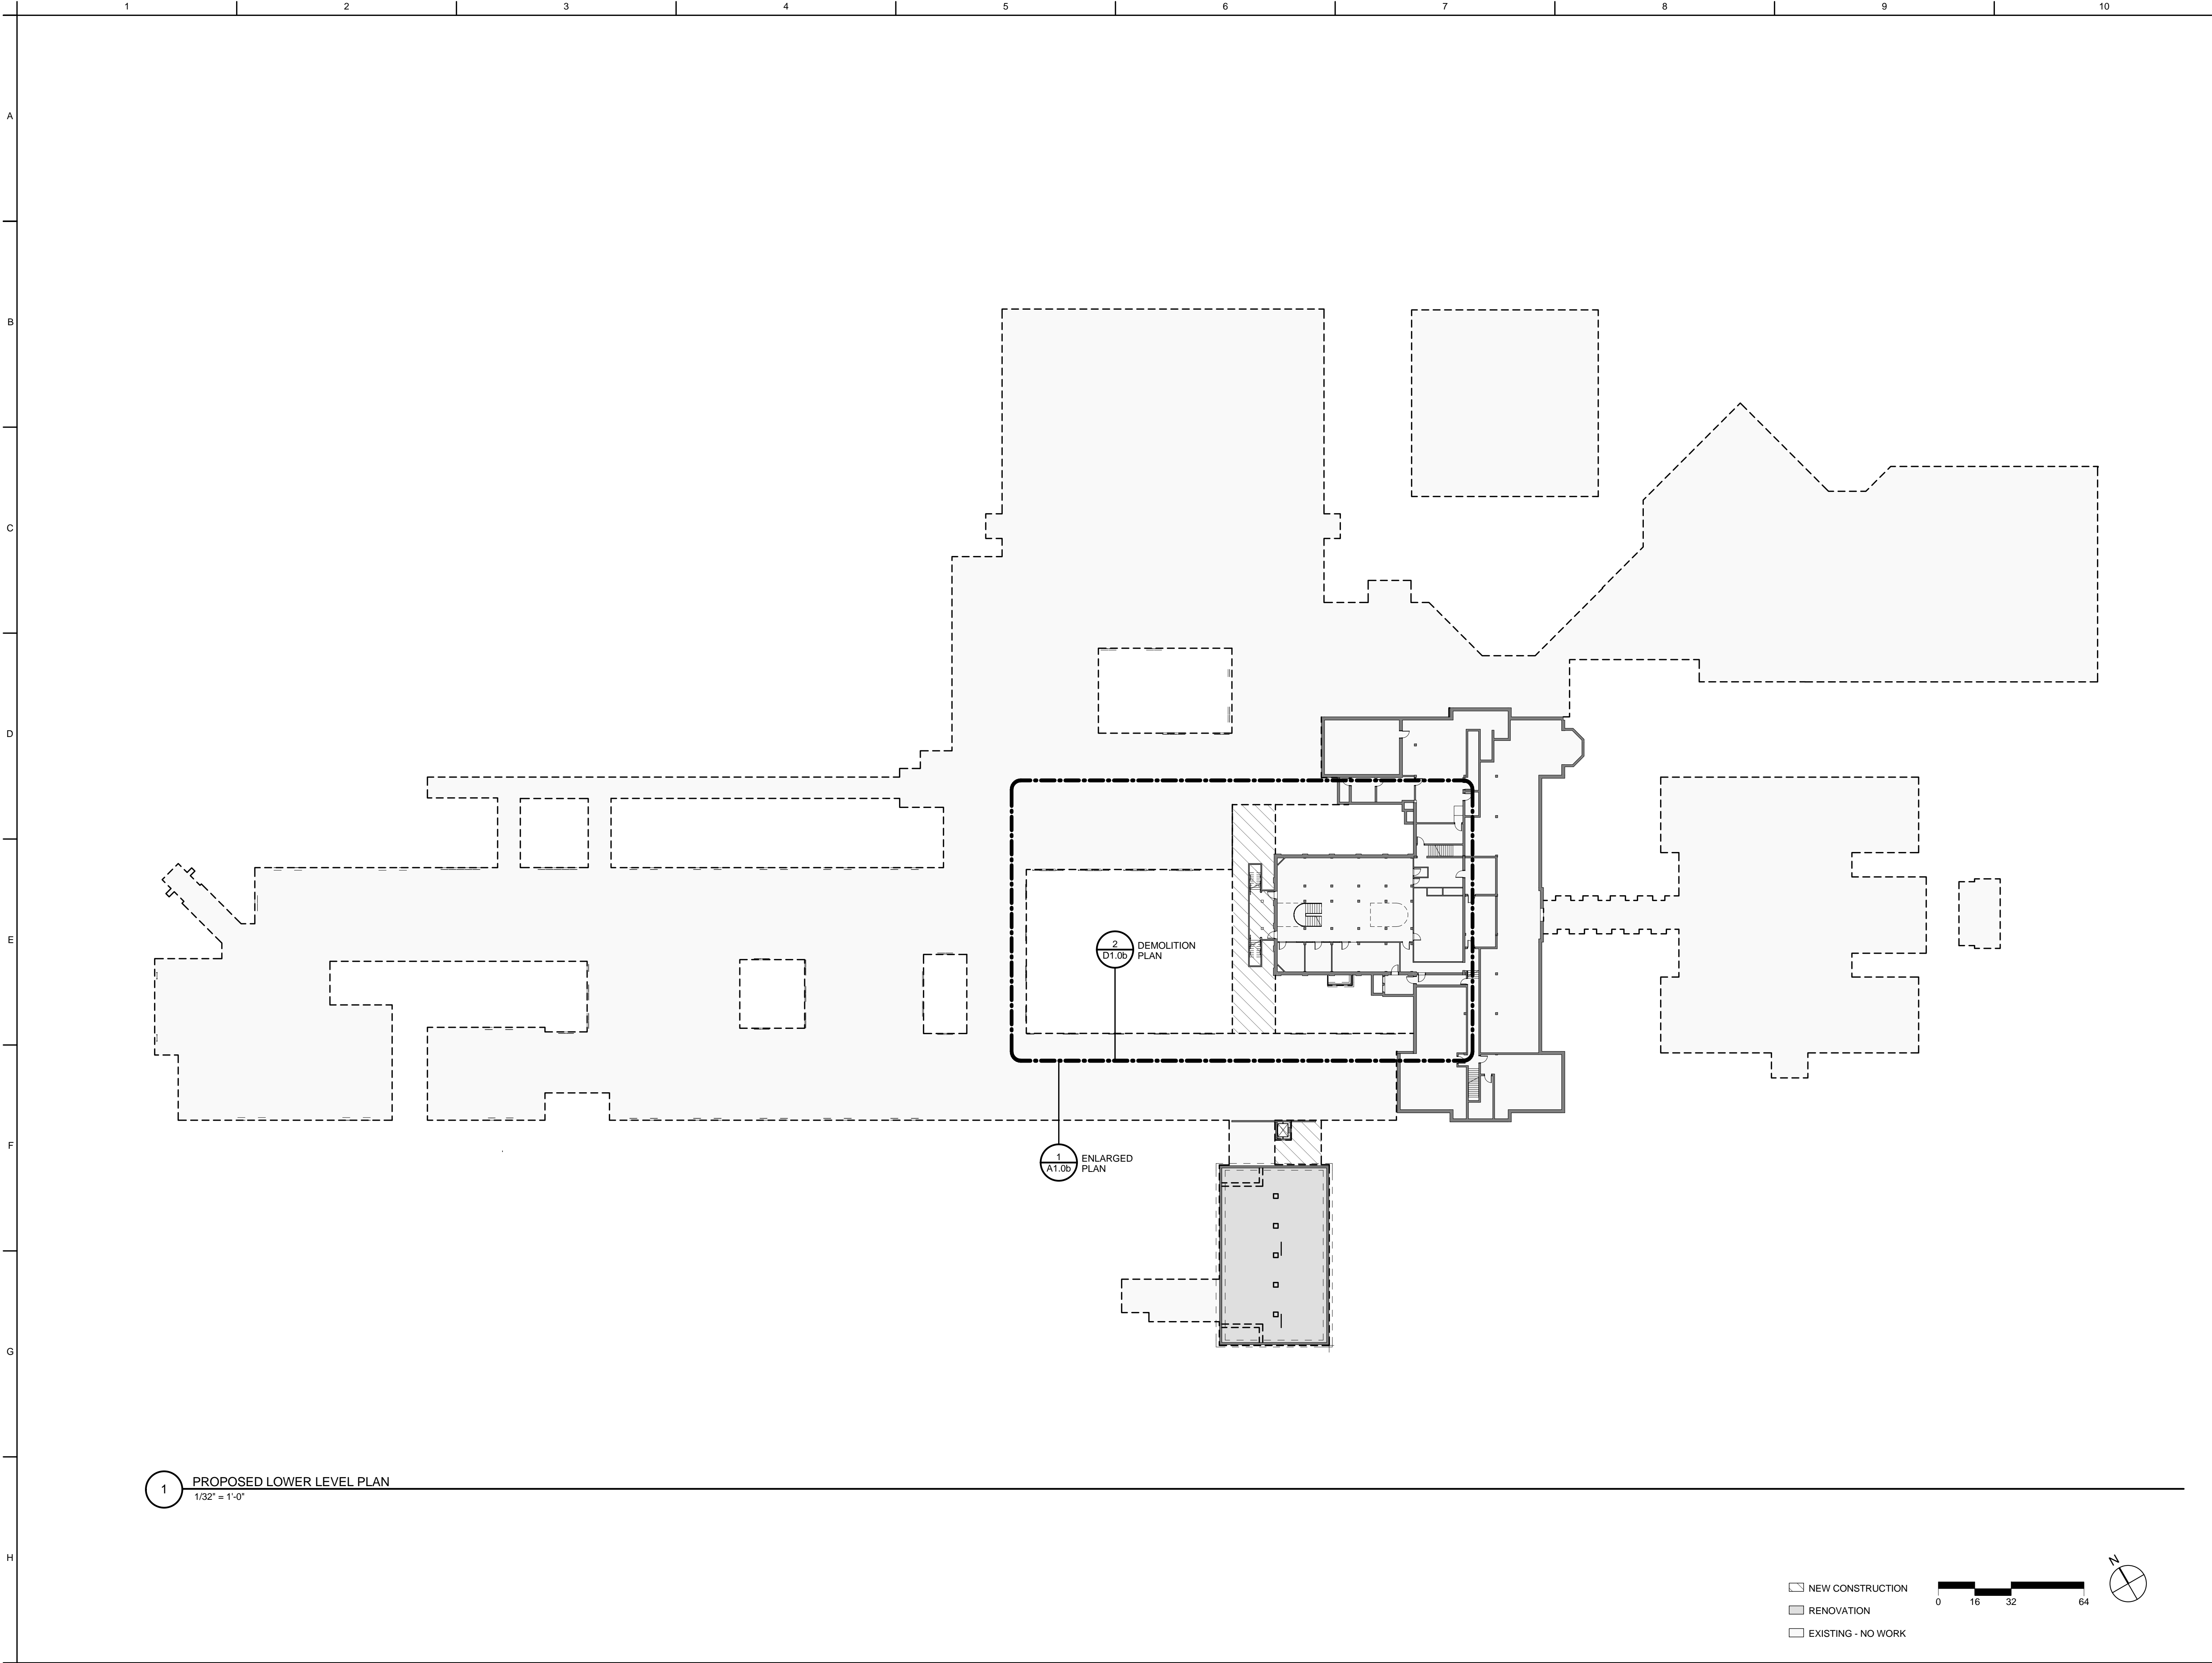 1 2 3 4 5 6 7 8 9 10
A
B
C
D
E
F
G
H
2
D1.0b
DEMOLITION
PLAN
1
A1.0b
ENLARGED
PLAN
1
PROPOSED LOWER LEVEL PLAN
1/32" = 1'-0"
NEW CONSTRUCTION
RENOVATION
EXISTING - NO WORK
0 16 32 64
N